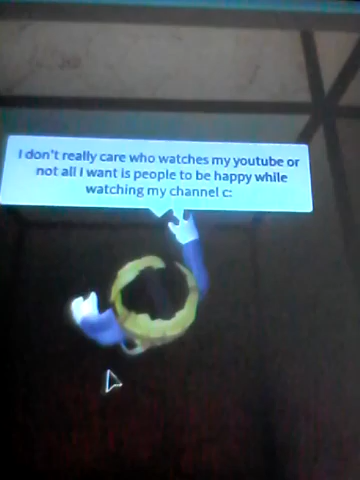 I don't really care who watches my youtube or
not all I want is people to be happy while
watching my channel c: